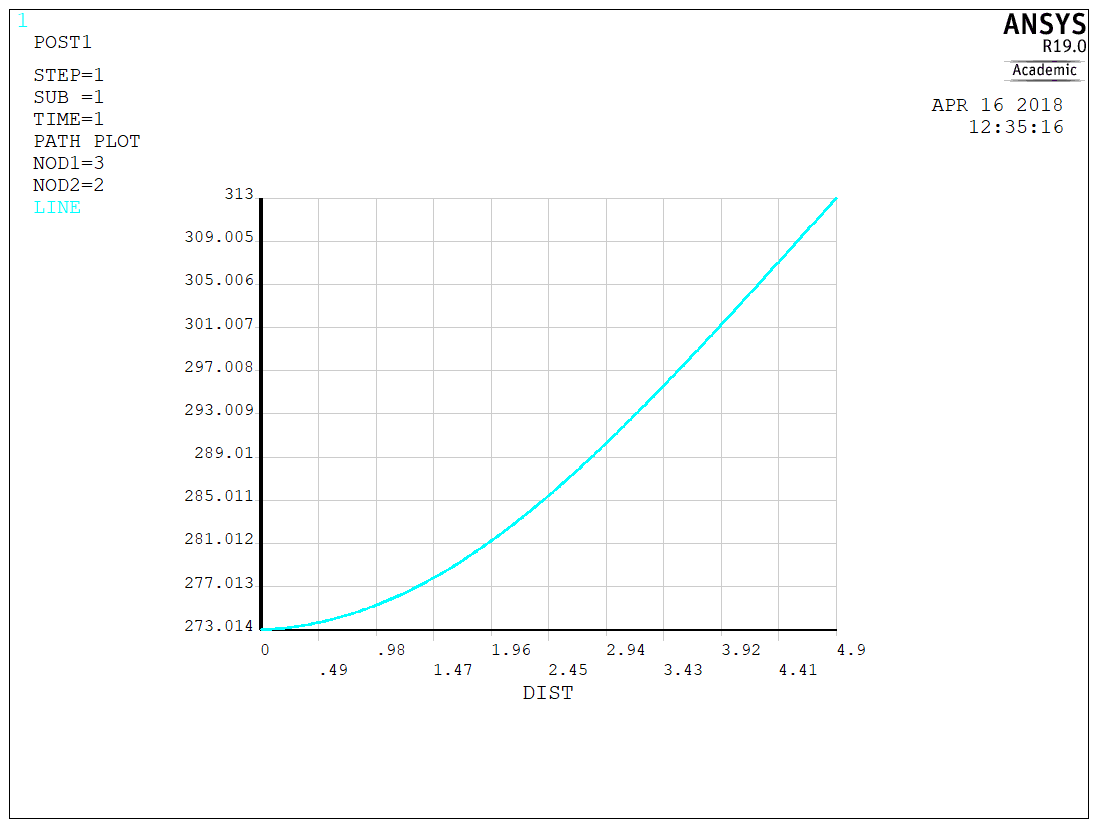 1
POST1
STEP=1
SUB =1
TIME=1
PATH PLOT
NOD1=3
NOD2=2
LINE
ANSYS
R19.0
Academic
APR 16 2018
12:35:16
313
309.005
305.006
301.007
297.008
293.009
289.01
285.011
281.012
277.013
273.014
0 .98 1.96 2.94 3.92 4.9
.49 1.47 2.45 3.43 4.41
DIST